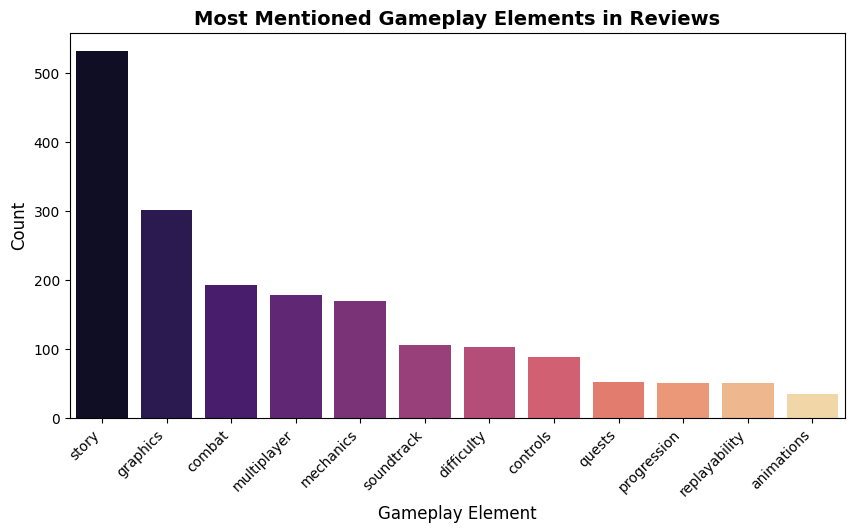 Most Mentioned Gameplay Elements in Reviews
Count
500
400
300
200
100
0
story
graphics
combat
multiplayer
mechanics
soundtrack
difficulty
controls
quests
progression
replayability
animations
Gameplay Element